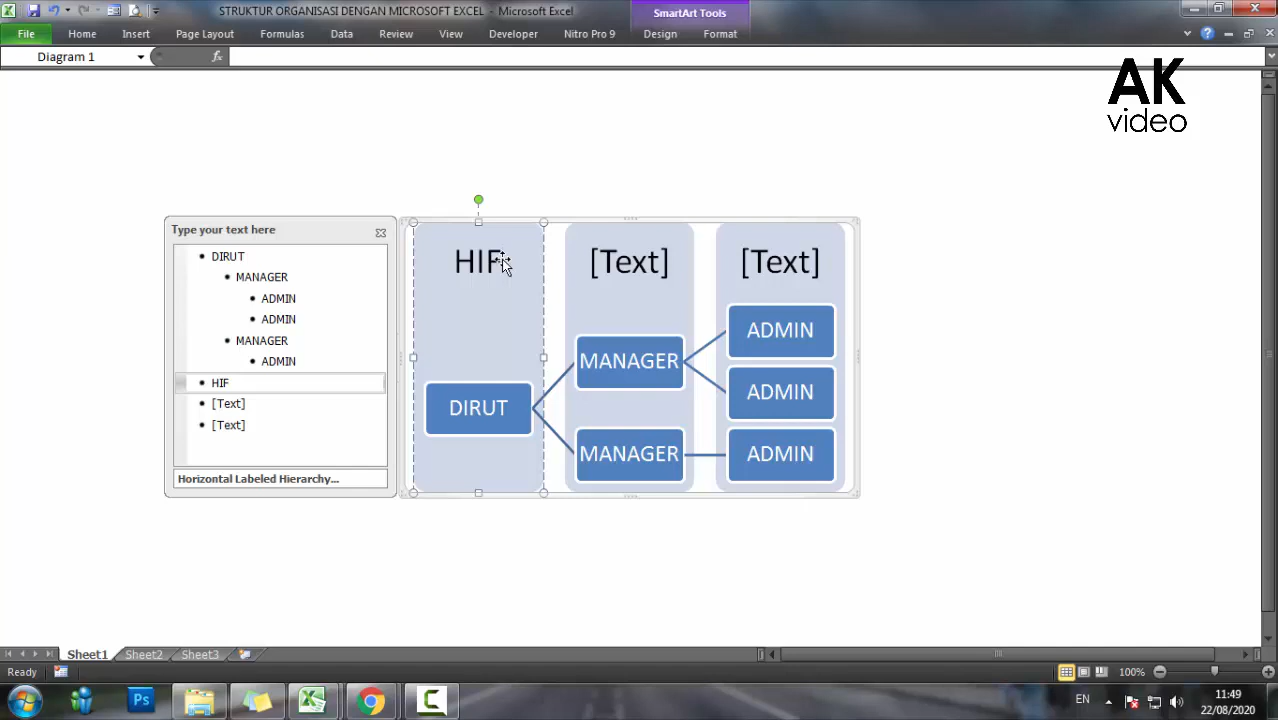 STRUKTUR ORGANISASI DENGAN MICROSOFT EXCEL - Microsoft Excel
SmartArt Tools
File Home Insert Page Layout Formulas Data Review View Developer Nitro Pro 9 Design Format
Diagram 1 fx
AK
video
Type your text here
DIRUT
MANAGER
ADMIN
ADMIN
MANAGER
ADMIN
HIF
[Text]
[Text]
Horizontal Labeled Hierarchy...
HIF [Text] [Text]
ADMIN
MANAGER
ADMIN
DIRUT
MANAGER ADMIN
Sheet1 Sheet2 Sheet3
Ready 100%
Ps EN 11:49
22/08/2020